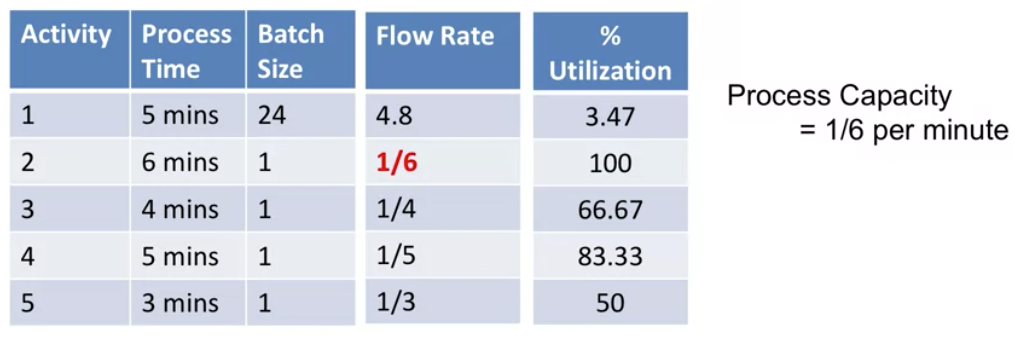 Activity Process Time Batch Size Flow Rate % Utilization
1 5 mins 24 4.8 3.47
2 6 mins 1 1/6 100
3 4 mins 1 1/4 66.67
4 5 mins 1 1/5 83.33
5 3 mins 1 1/3 50
Process Capacity
= 1/6 per minute